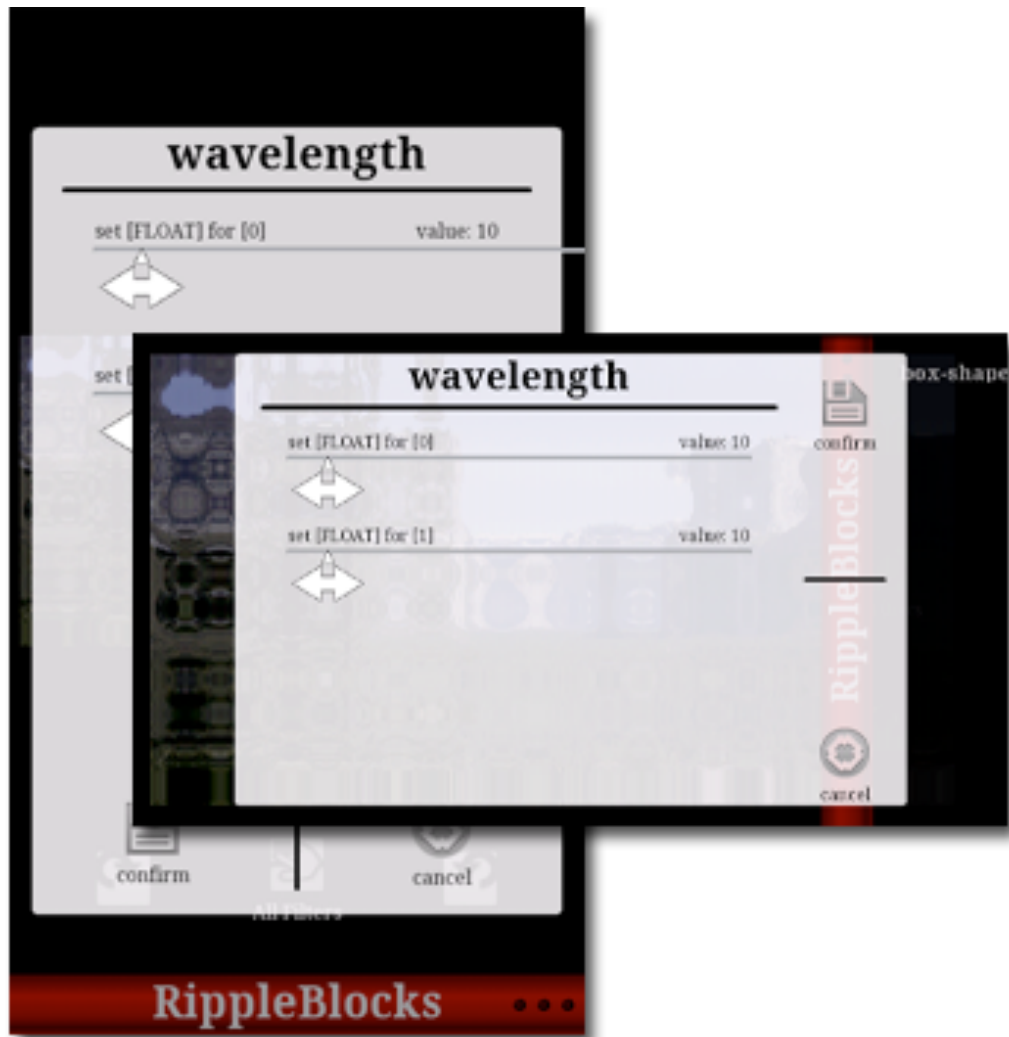 wavelength
set [FLOAT] for [0] value: 10
set [
confirm
cancel
All Filters
RippleBlocks
wavelength
set [FLOAT] for [0] value: 10
set [FLOAT] for [1] value: 10
confirm
RippleBlocks
cancel
box-shape